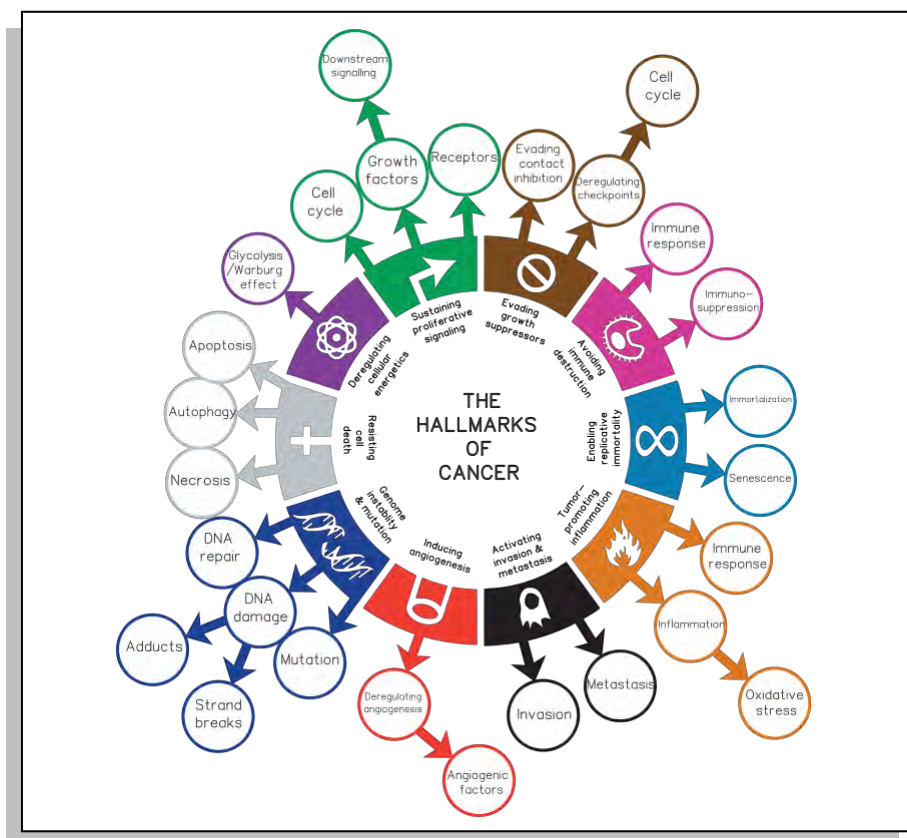 Downstream
signalling
Growth
factors
Receptors
Cell
cycle
Evading
contact
inhibition
Deregulating
checkpoints
Cell
cycle
Glycolysis
/Warburg
effect
Immune
response
Immuno-
suppression
Apoptosis
Autophagy
Necrosis
Immortalization
Senescence
DNA
repair
DNA
damage
Adducts
Strand
breaks
Mutation
Immune
response
Inflammation
Oxidative
stress
Deregulating
angiogenesis
Angiogenic
factors
Invasion
Metastasis
Sustaining
proliferative
signaling
Evading
growth
suppressors
Avoiding
immune
destruction
Enabling
replicative
immortality
Tumor-
promoting
inflammation
Activating
invasion &
metastasis
Inducing
angiogenesis
Genome
instablity
& mutation
Resisting
cell
death
Deregulating
cellular
energetics
THE
HALLMARKS
OF
CANCER